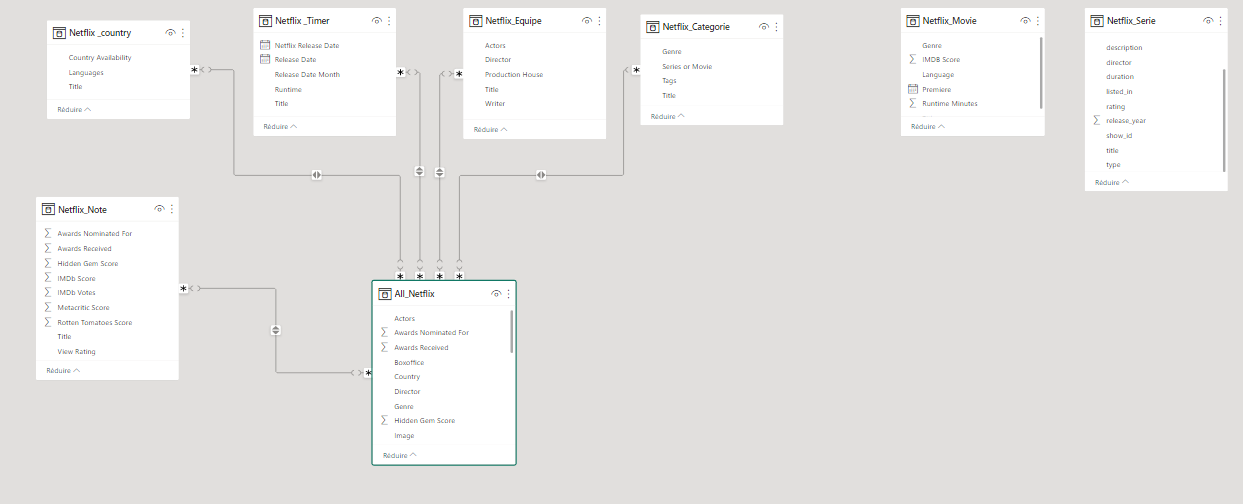 Netflix _country
Country Availability
Languages
Title
Réduire
Netflix _Timer
Netflix Release Date
Release Date
Release Date Month
Runtime
Title
Réduire
Netflix_Equipe
Actors
Director
Production House
Title
Writer
Réduire
Netflix_Categorie
Genre
Series or Movie
Tags
Title
Réduire
Netflix_Movie
Genre
IMDB Score
Language
Premiere
Runtime Minutes
Réduire
Netflix_Serie
description
director
duration
listed_in
rating
release_year
show_id
title
type
Réduire
Netflix_Note
Awards Nominated For
Awards Received
Hidden Gem Score
IMDb Score
IMDb Votes
Metacritic Score
Rotten Tomatoes Score
Title
View Rating
Réduire
All_Netflix
Actors
Awards Nominated For
Awards Received
Boxoffice
Country
Director
Genre
Hidden Gem Score
Image
Réduire